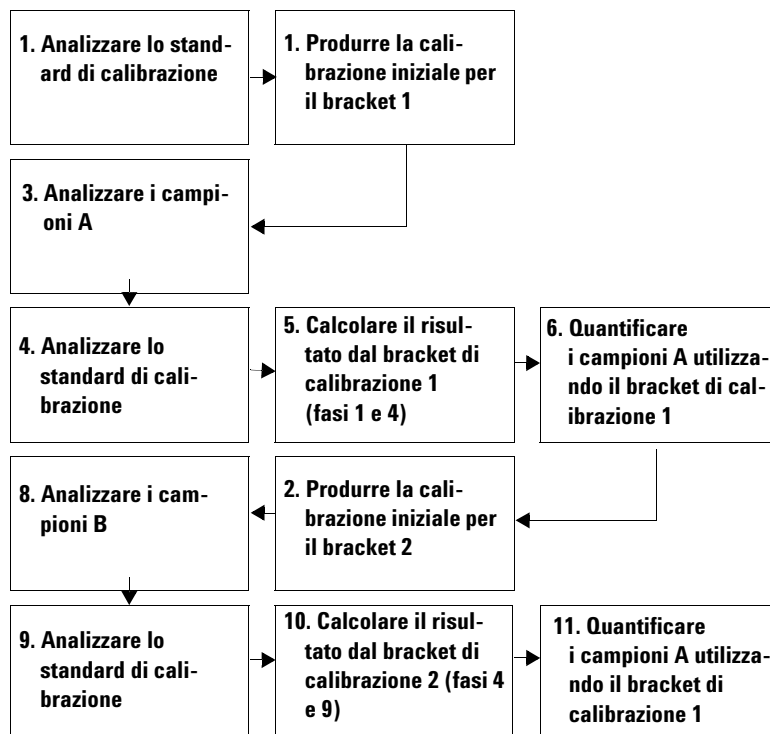 1. Analizzare lo stand-
ard di calibrazione
1. Produrre la cali-
brazione iniziale per
il bracket 1
3. Analizzare i campi-
oni A
4. Analizzare lo
standard di cali-
brazione
5. Calcolare il risul-
tato dal bracket di
calibrazione 1
(fasi 1 e 4)
6. Quantificare
i campioni A utilizza-
ndo il bracket di cal-
ibrazione 1
2. Produrre la cali-
brazione iniziale per
il bracket 2
8. Analizzare i cam-
pioni B
9. Analizzare lo
standard di cali-
brazione
10. Calcolare il risul-
tato dal bracket di
calibrazione 2 (fasi 4
e 9)
11. Quantificare
i campioni A utilizza-
ndo il bracket di
calibrazione 1